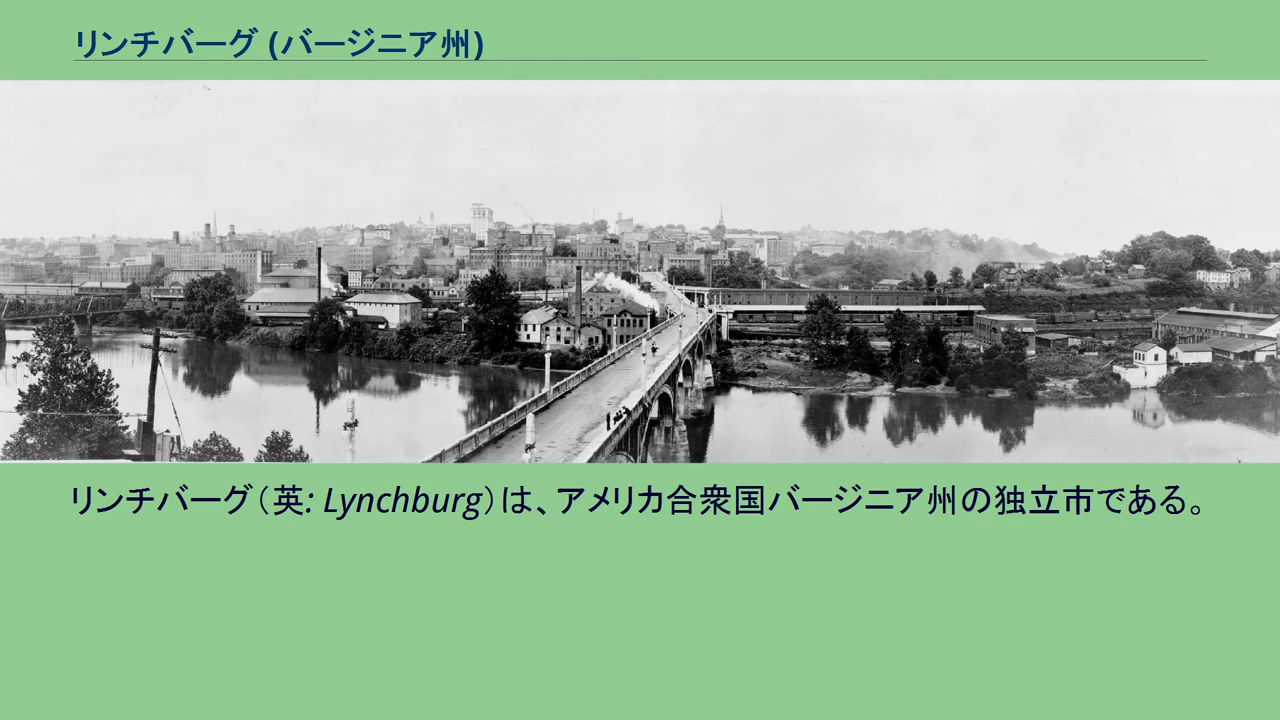 リンチバーグ (バージニア州)
リンチバーグ（英: Lynchburg）は、アメリカ合衆国バージニア州の独立市である。